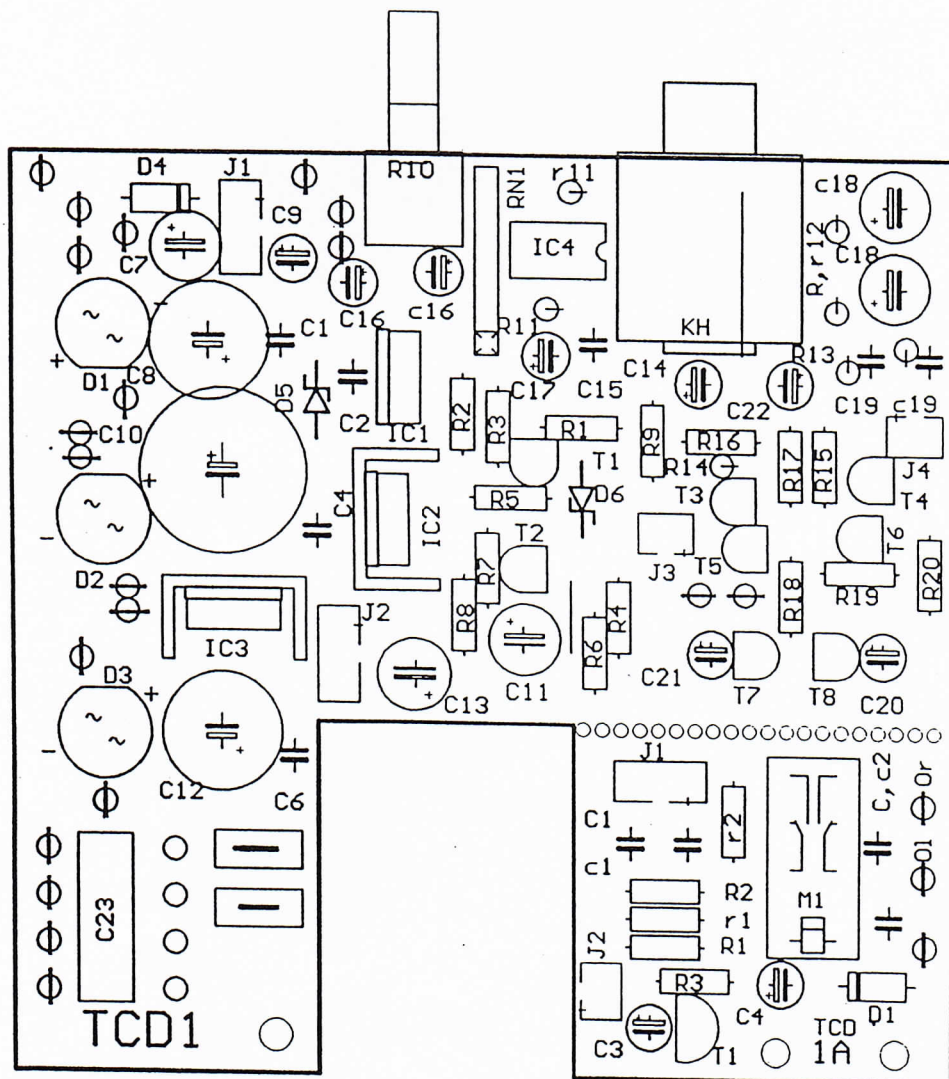 D4
J1
RTO
RN1
r11
c18
C7
C9
IC4
R,r12
C18
C16
c16
R11
KH
C1
D1
C8
D5
C2
IC1
C17
C15
C14
R13
C22
C19
c19
C10
R2
R3
R1
R9
R16
R14
R17
R15
J4
T1
T4
C4
IC2
R5
D6
T3
T6
D2
T2
R7
J3
T5
R19
R20
R18
IC3
J2
R8
R6
R4
D3
C13
C11
C21
T7
T8
C20
C12
C6
J1
C1
c1
r2
C,c2
Or
Ol
C23
R2
r1
R1
M1
J2
R3
C4
D1
TCD1
C3
T1
TCD
1A